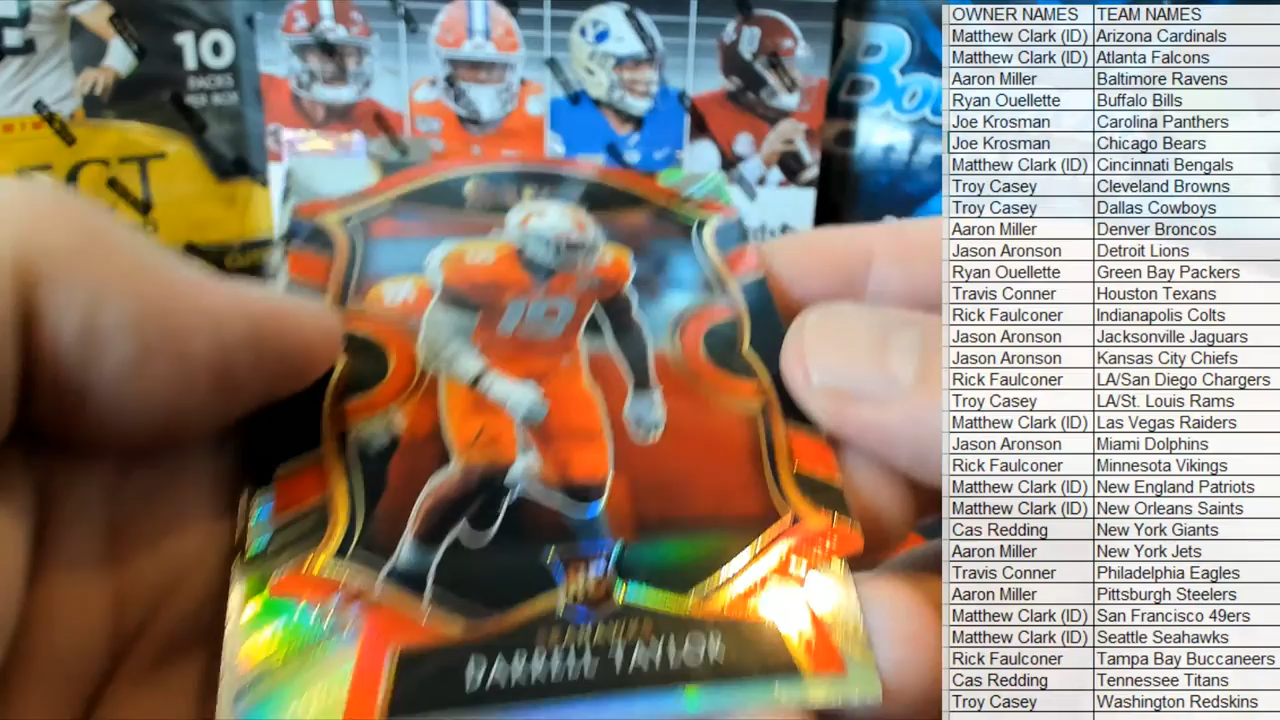 10
PACKS
PER BOX
19
SEAHAWKS
DARRELL TAYLOR
OWNER NAMES TEAM NAMES
Matthew Clark (ID) Arizona Cardinals
Matthew Clark (ID) Atlanta Falcons
Aaron Miller Baltimore Ravens
Ryan Ouellette Buffalo Bills
Joe Krosman Carolina Panthers
Joe Krosman Chicago Bears
Matthew Clark (ID) Cincinnati Bengals
Troy Casey Cleveland Browns
Troy Casey Dallas Cowboys
Aaron Miller Denver Broncos
Jason Aronson Detroit Lions
Ryan Ouellette Green Bay Packers
Travis Conner Houston Texans
Rick Faulconer Indianapolis Colts
Jason Aronson Jacksonville Jaguars
Jason Aronson Kansas City Chiefs
Rick Faulconer LA/San Diego Chargers
Troy Casey LA/St. Louis Rams
Matthew Clark (ID) Las Vegas Raiders
Jason Aronson Miami Dolphins
Rick Faulconer Minnesota Vikings
Matthew Clark (ID) New England Patriots
Matthew Clark (ID) New Orleans Saints
Cas Redding New York Giants
Aaron Miller New York Jets
Travis Conner Philadelphia Eagles
Aaron Miller Pittsburgh Steelers
Matthew Clark (ID) San Francisco 49ers
Matthew Clark (ID) Seattle Seahawks
Rick Faulconer Tampa Bay Buccaneers
Cas Redding Tennessee Titans
Troy Casey Washington Redskins